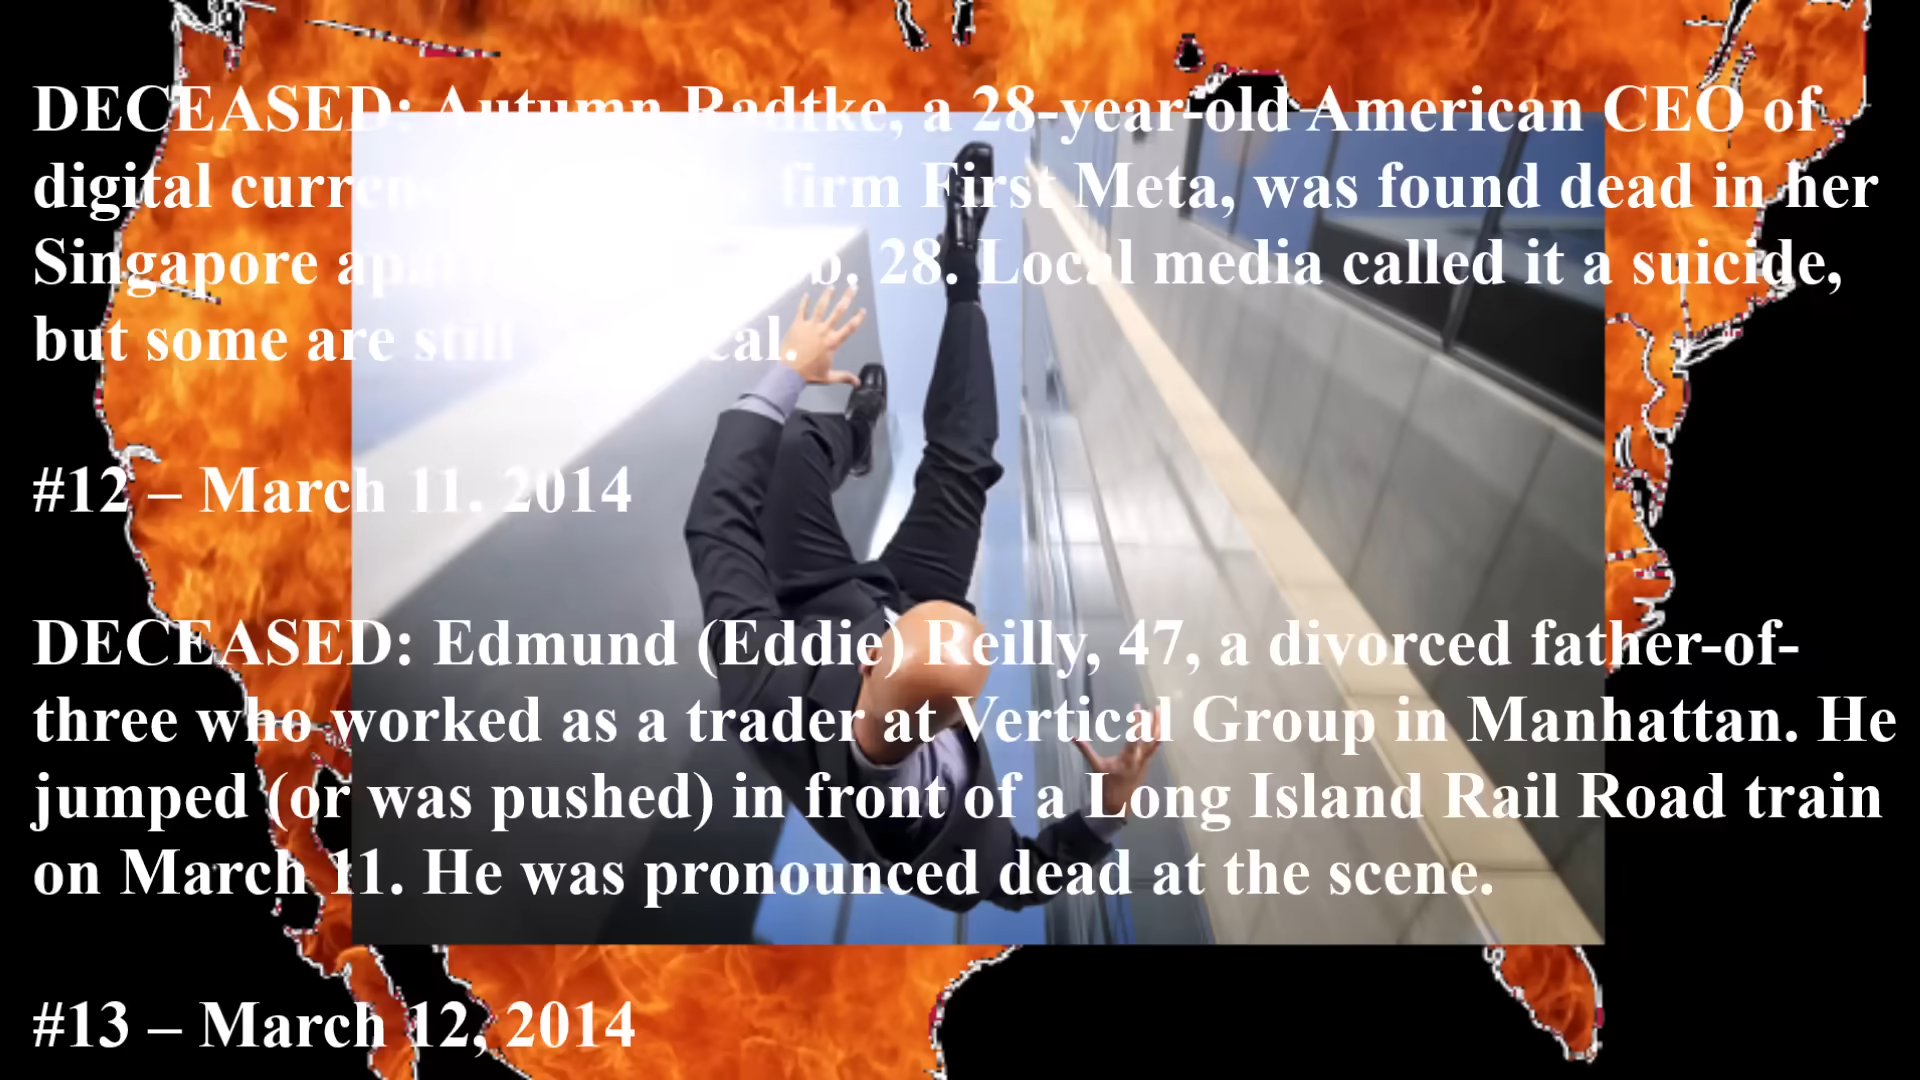 DECEASED: Autumn Radtke, a 28-year-old American CEO of
digital curren firm First Meta, was found dead in her
Singapore apa b. 28. Local media called it a suicide,
but some are still cal.
#12 – March 11. 2014
DECEASED: Edmund (Eddie) Reilly, 47, a divorced father-of-
three who worked as a trader at Vertical Group in Manhattan. He
jumped (or was pushed) in front of a Long Island Rail Road train
on March 11. He was pronounced dead at the scene.
#13 – March 12, 2014